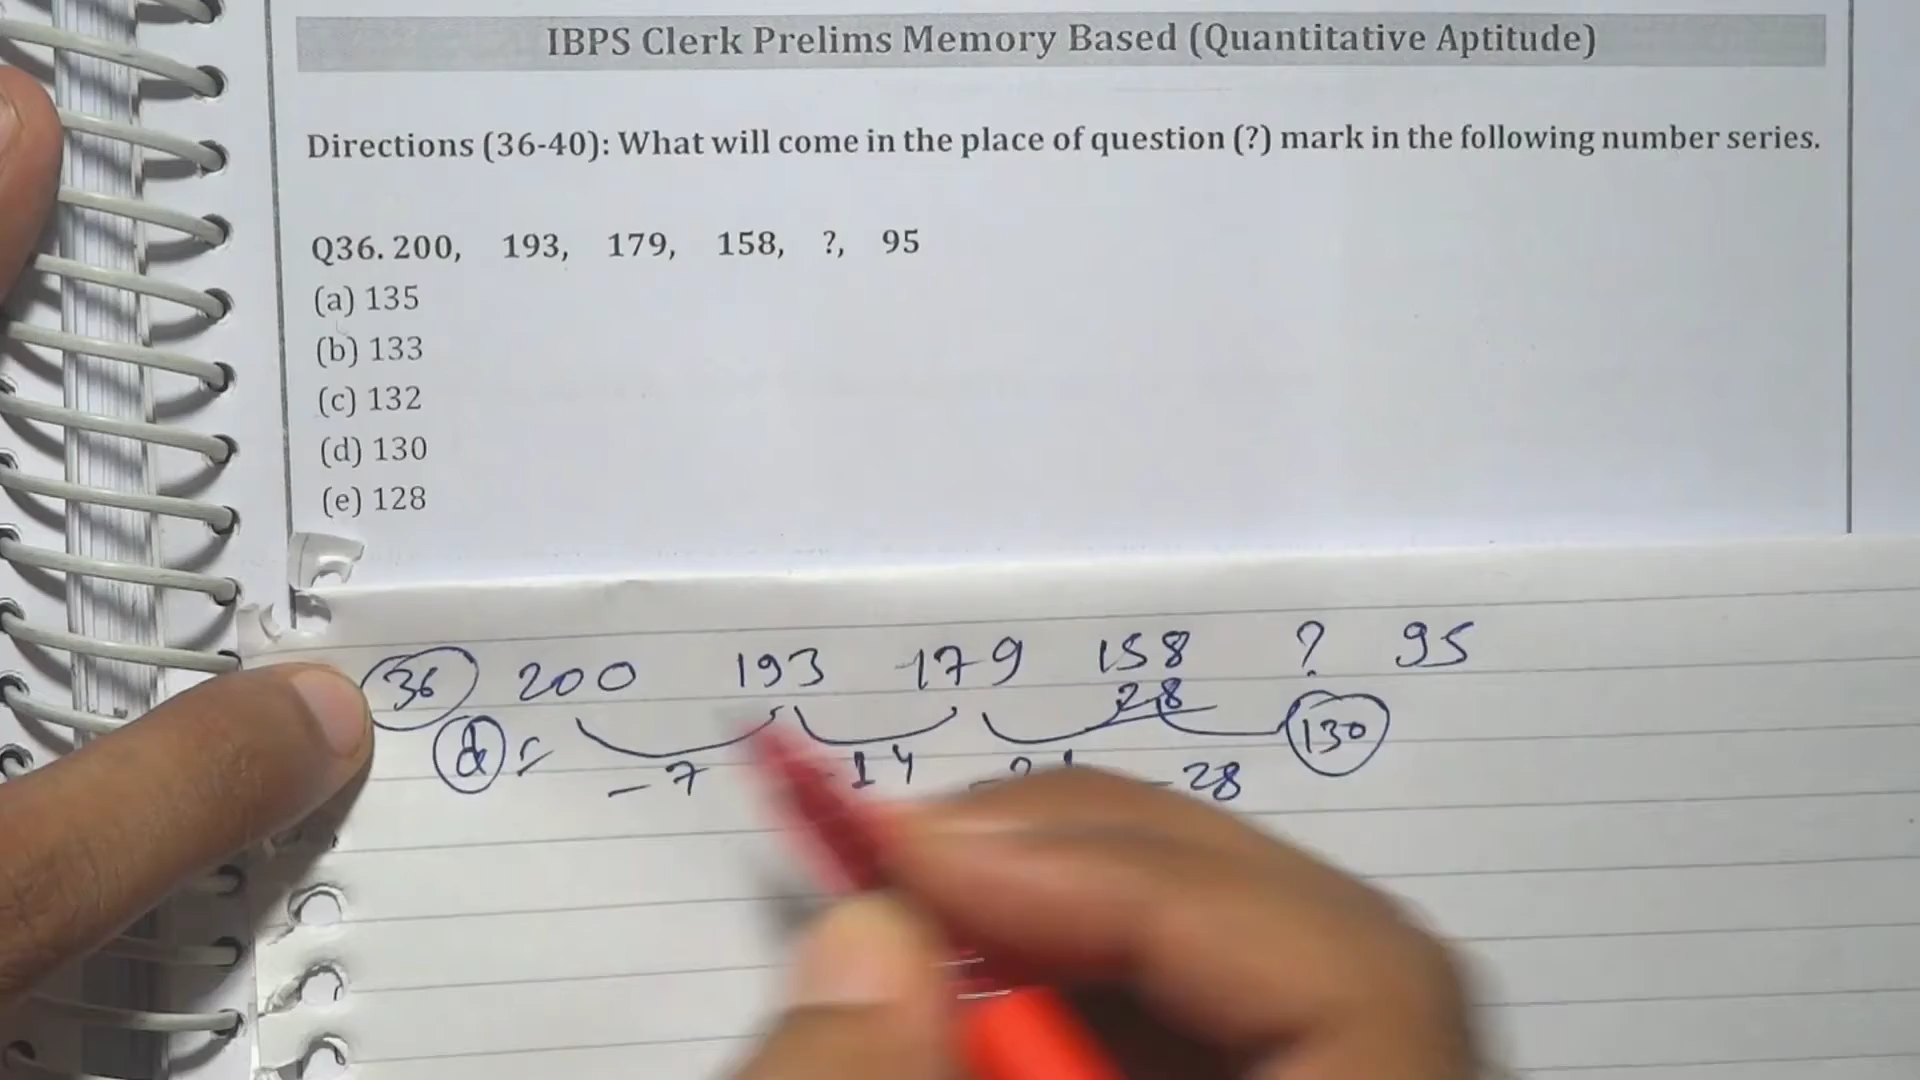 IBPS Clerk Prelims Memory Based (Quantitative Aptitude)
Directions (36-40): What will come in the place of question (?) mark in the following number series.
Q36. 200, 193, 179, 158, ?, 95
(a) 135
(b) 133
(c) 132
(d) 130
(e) 128
36 200 193 179 158 ? 95
28
d = 130
-7 -14 -28